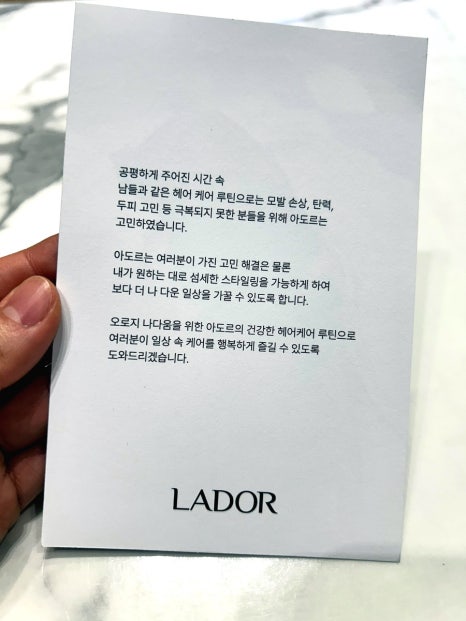 공평하게 주어진 시간 속
남들과 같은 헤어 케어 루틴으로는 모발 손상, 탄력,
두피 고민 등 극복되지 못한 분들을 위해 아도르는
고민하였습니다.
아도르는 여러분이 가진 고민 해결은 물론
내가 원하는 대로 섬세한 스타일링을 가능하게 하여
보다 더 나 다운 일상을 가꿀 수 있도록 합니다.
오로지 나다움을 위한 아도르의 건강한 헤어케어 루틴으로
여러분이 일상 속 케어를 행복하게 즐길 수 있도록
도와드리겠습니다.
LADOR